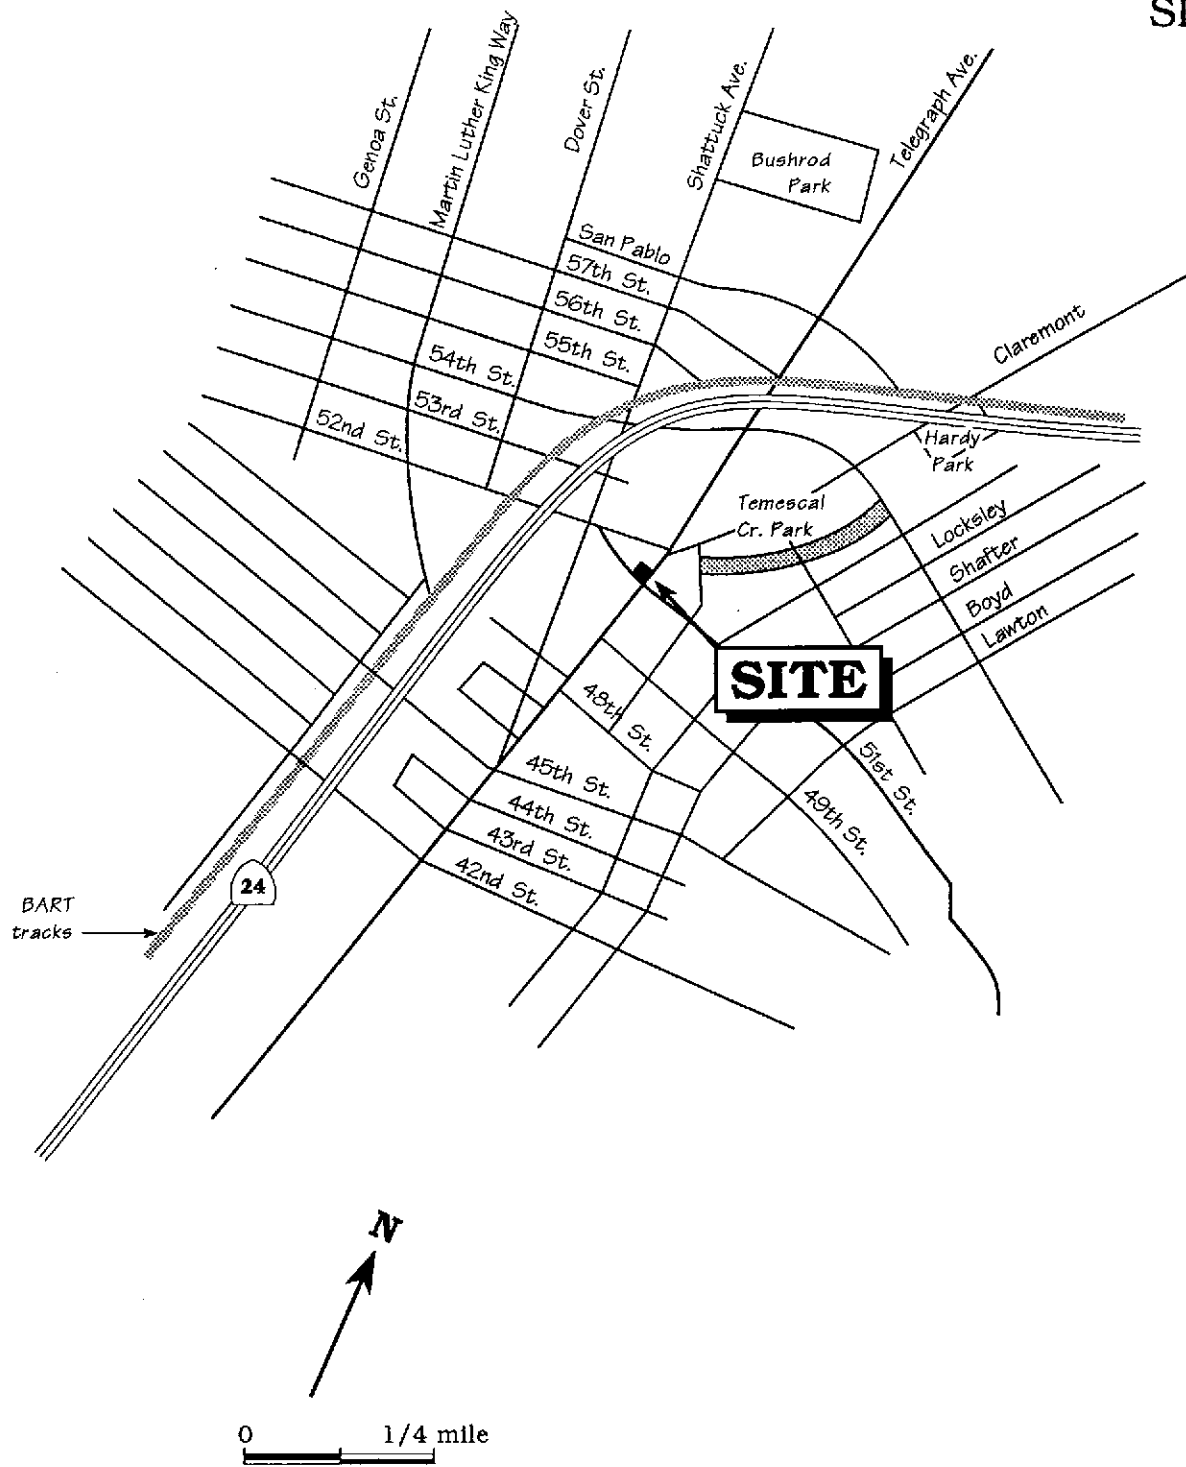 SI
Genoa St.
Martin Luther King Way
Dover St.
Shattuck Ave.
Telegraph Ave.
Bushrod
Park
San Pablo
57th St.
56th St.
55th St.
54th St.
53rd St.
52nd St.
Claremont
Hardy
Park
Temescal
Cr. Park
Locksley
Shafter
Boyd
Lawton
SITE
48th St.
51st St.
45th St.
49th St.
44th St.
43rd St.
42nd St.
24
BART
tracks
N
0 1/4 mile